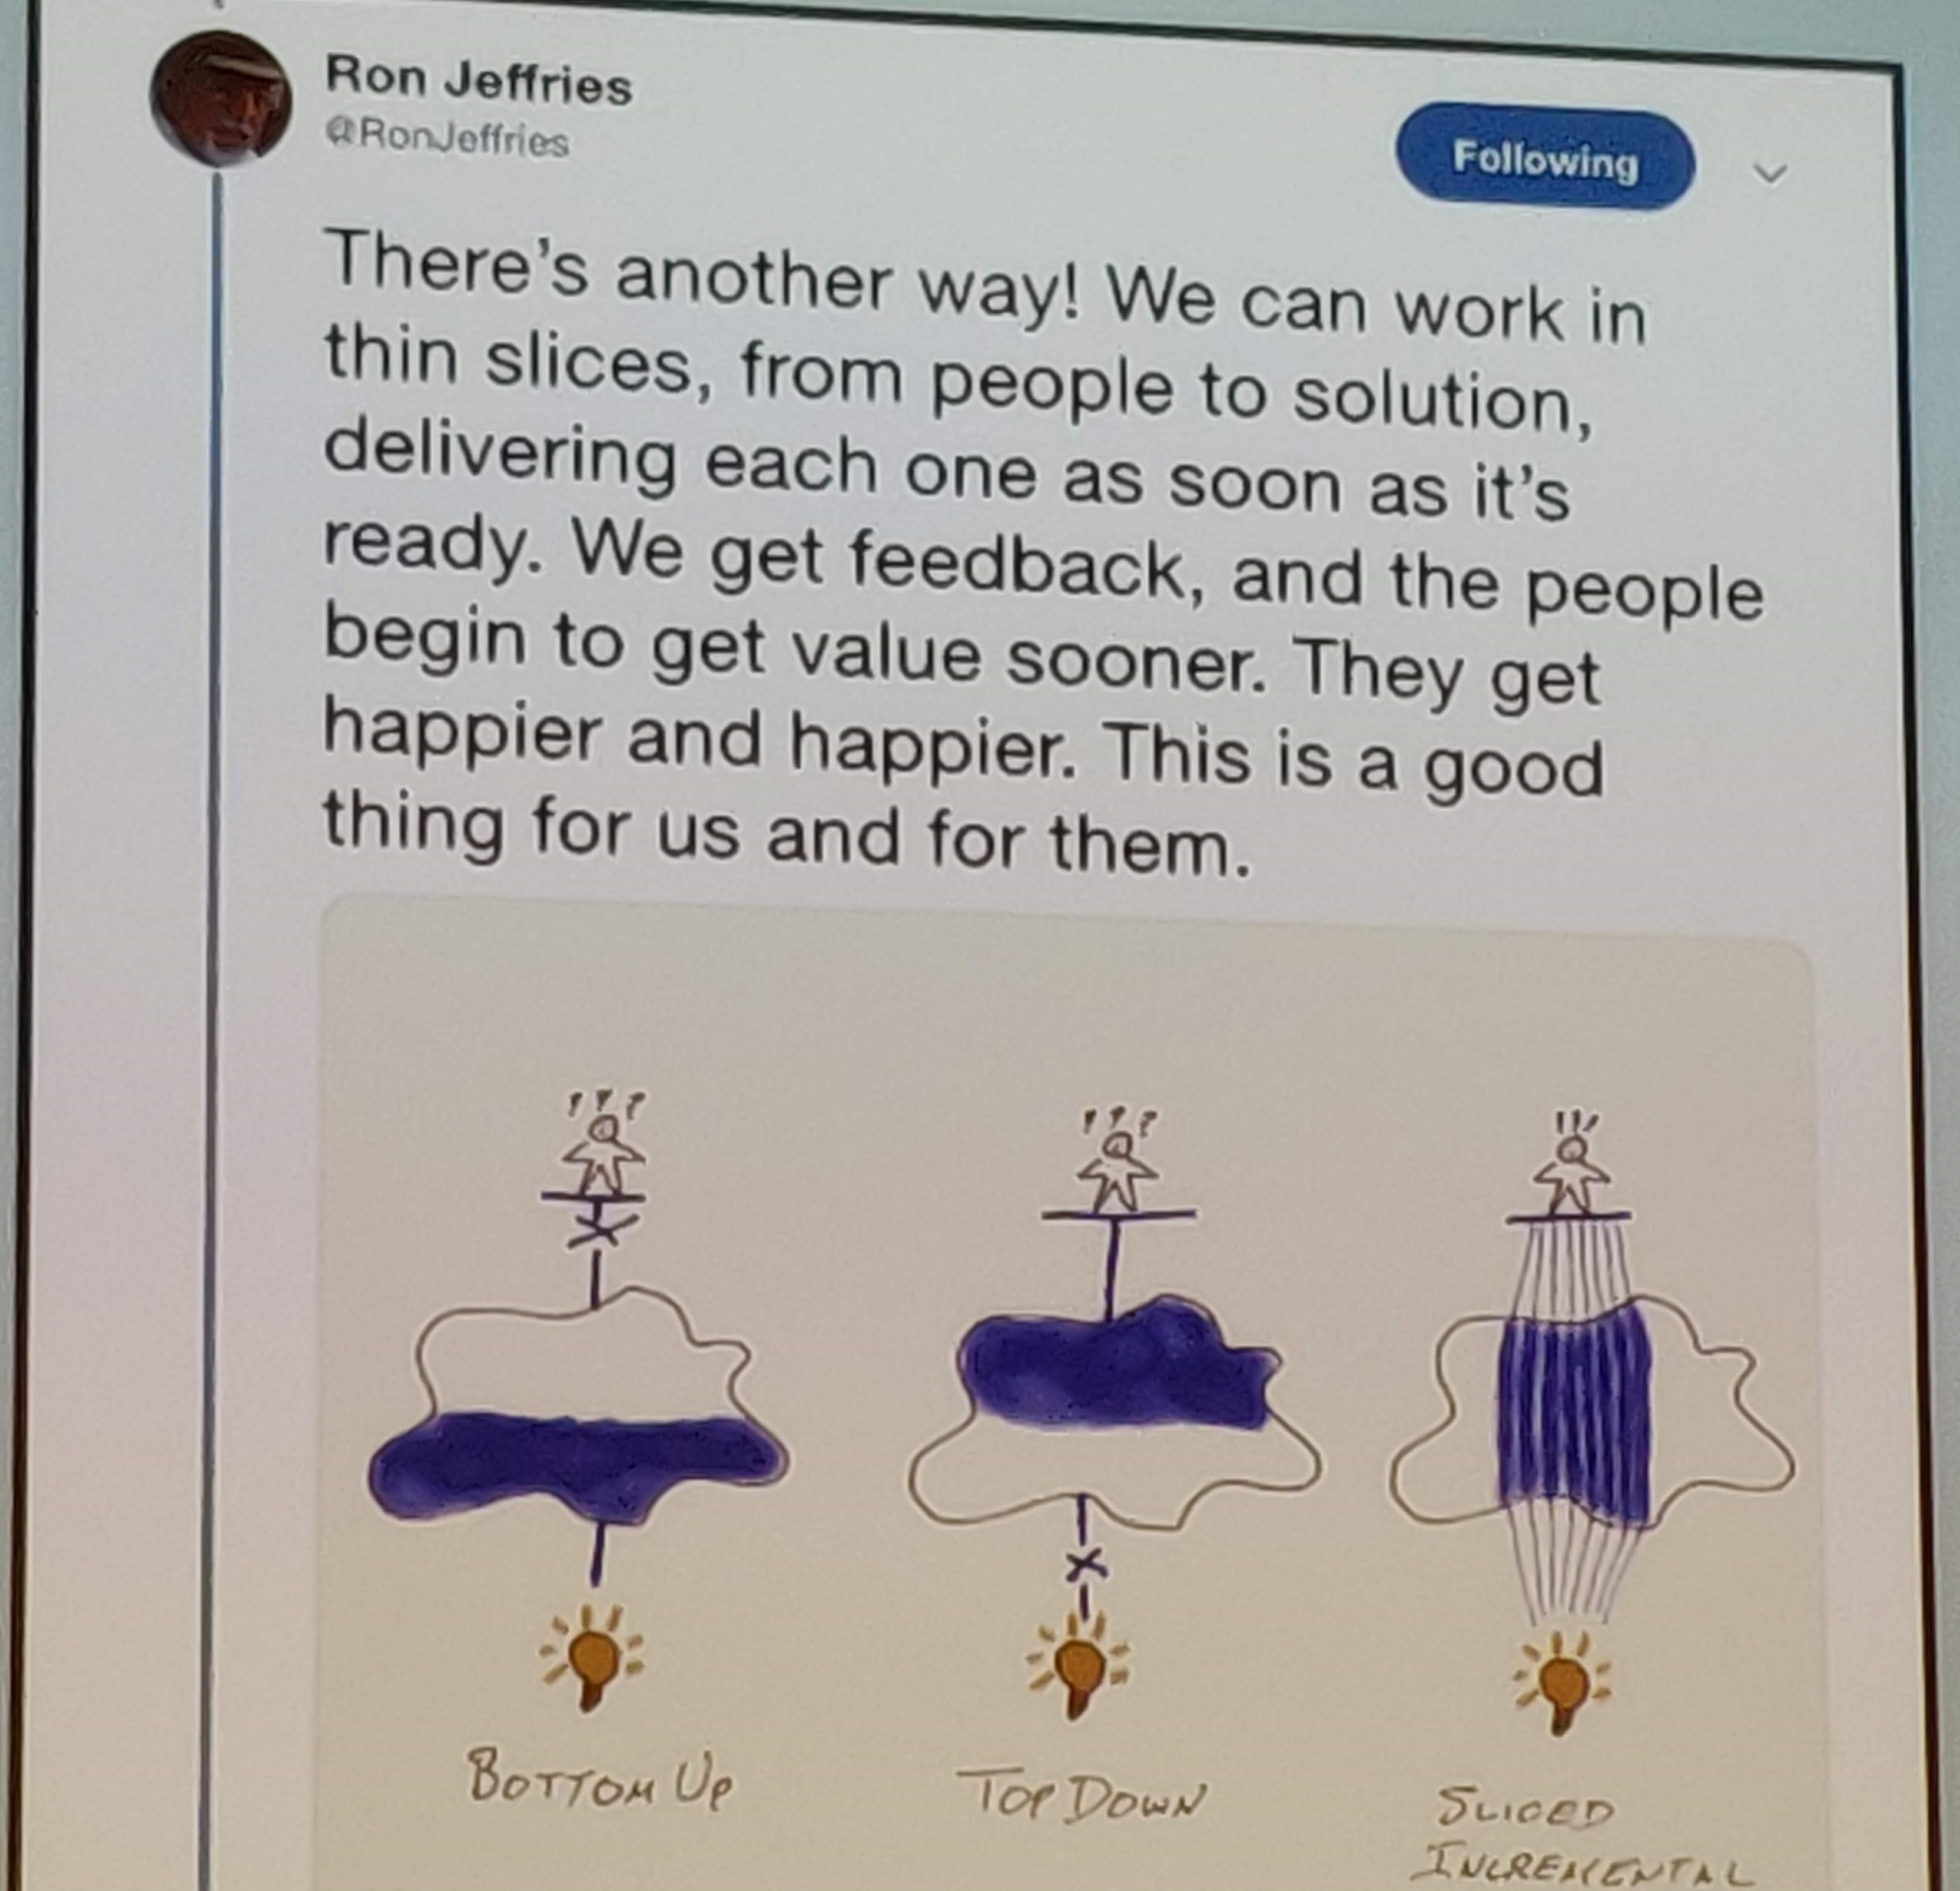 Ron Jeffries
@RonJeffries
Following
There's another way! We can work in
thin slices, from people to solution,
delivering each one as soon as it's
ready. We get feedback, and the people
begin to get value sooner. They get
happier and happier. This is a good
thing for us and for them.
???
???
!!!
BOTTOM UP
TOP DOWN
SLICED
INCREMENTAL